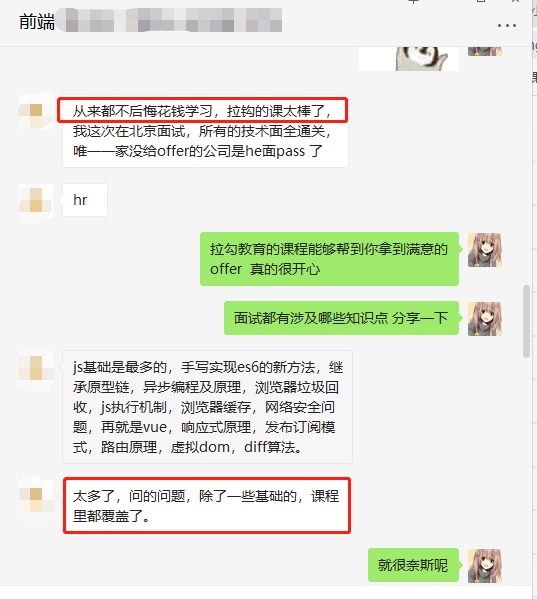 前端
从来都不后悔花钱学习，拉钩的课太棒了，
我这次在北京面试，所有的技术面全通关，
唯一一家没给offer的公司是he面pass 了
hr
拉勾教育的课程能够帮到你拿到满意的
offer 真的很开心
面试都有涉及哪些知识点 分享一下
js基础是最多的，手写实现es6的新方法，继
承原型链，异步编程及原理，浏览器垃圾回
收，js执行机制，浏览器缓存，网络安全问
题，再就是vue，响应式原理，发布订阅模
式，路由原理，虚拟dom，diff算法。
太多了，问的问题，除了一些基础的，课程
里都覆盖了。
就很奈斯呢